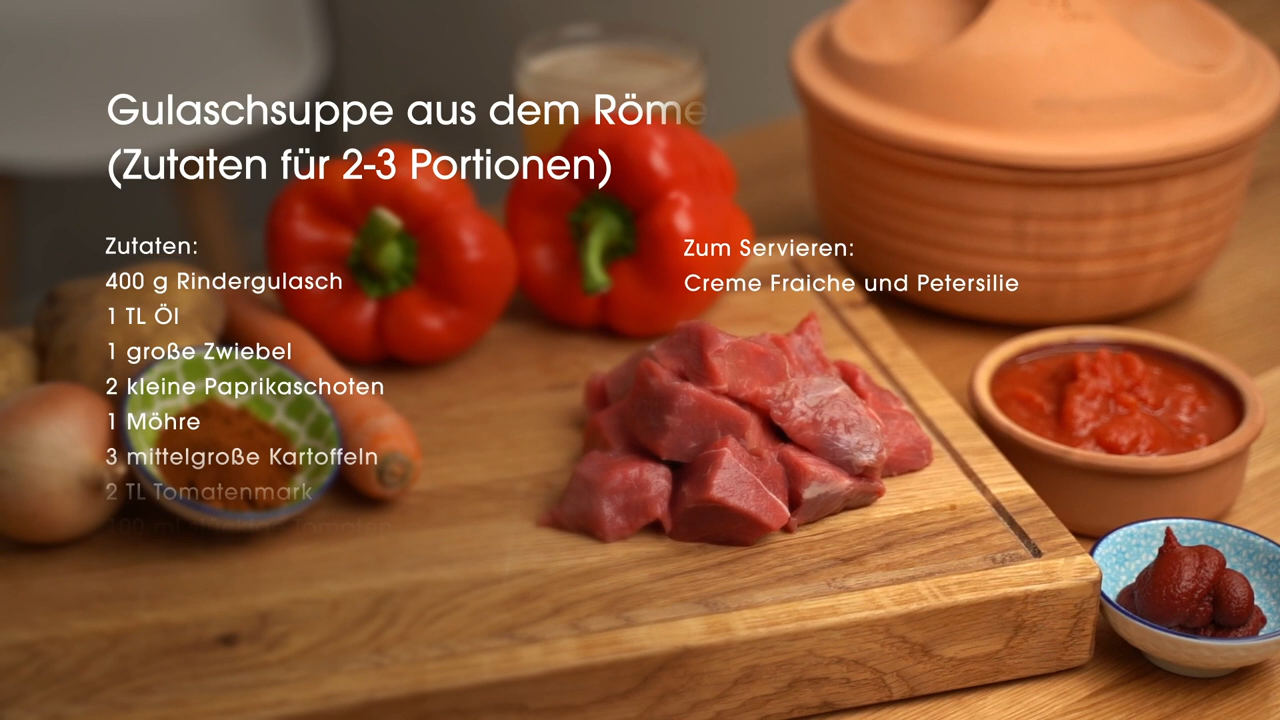 Gulaschsuppe aus dem Röme
(Zutaten für 2-3 Portionen)
Zutaten:
400 g Rindergulasch
1 TL Öl
1 große Zwiebel
2 kleine Paprikaschoten
1 Möhre
3 mittelgroße Kartoffeln
2 TL Tomatenmark
Zum Servieren:
Creme Fraiche und Petersilie